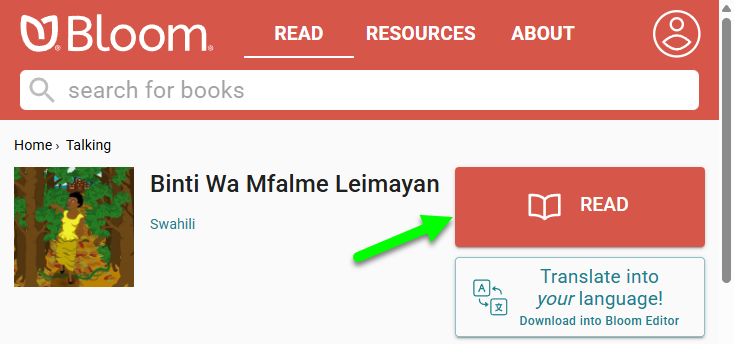 Bloom
READ RESOURCES ABOUT
search for books
Home › Talking
Binti Wa Mfalme Leimayan
Swahili
READ
Translate into
your language!
Download into Bloom Editor